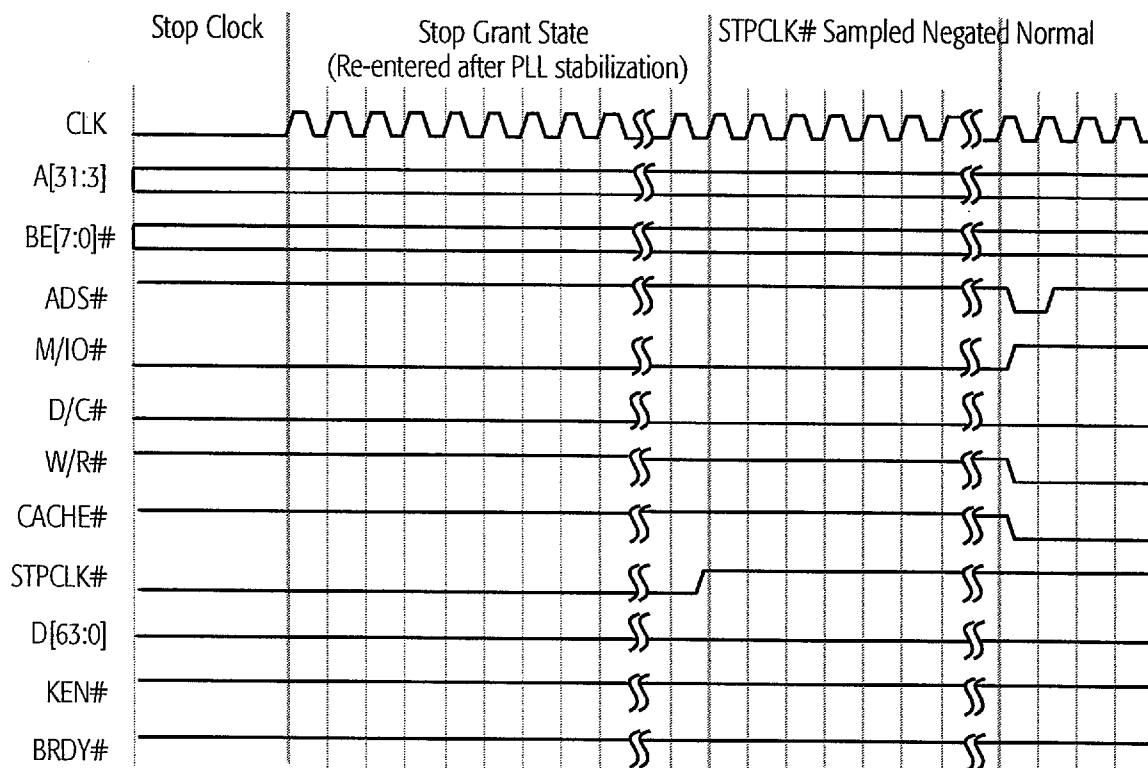 Stop Clock
Stop Grant State
(Re-entered after PLL stabilization)
STPCLK# Sampled Negated
Normal
CLK
A[31:3]
BE[7:0]#
ADS#
M/IO#
D/C#
W/R#
CACHE#
STPCLK#
D[63:0]
KEN#
BRDY#